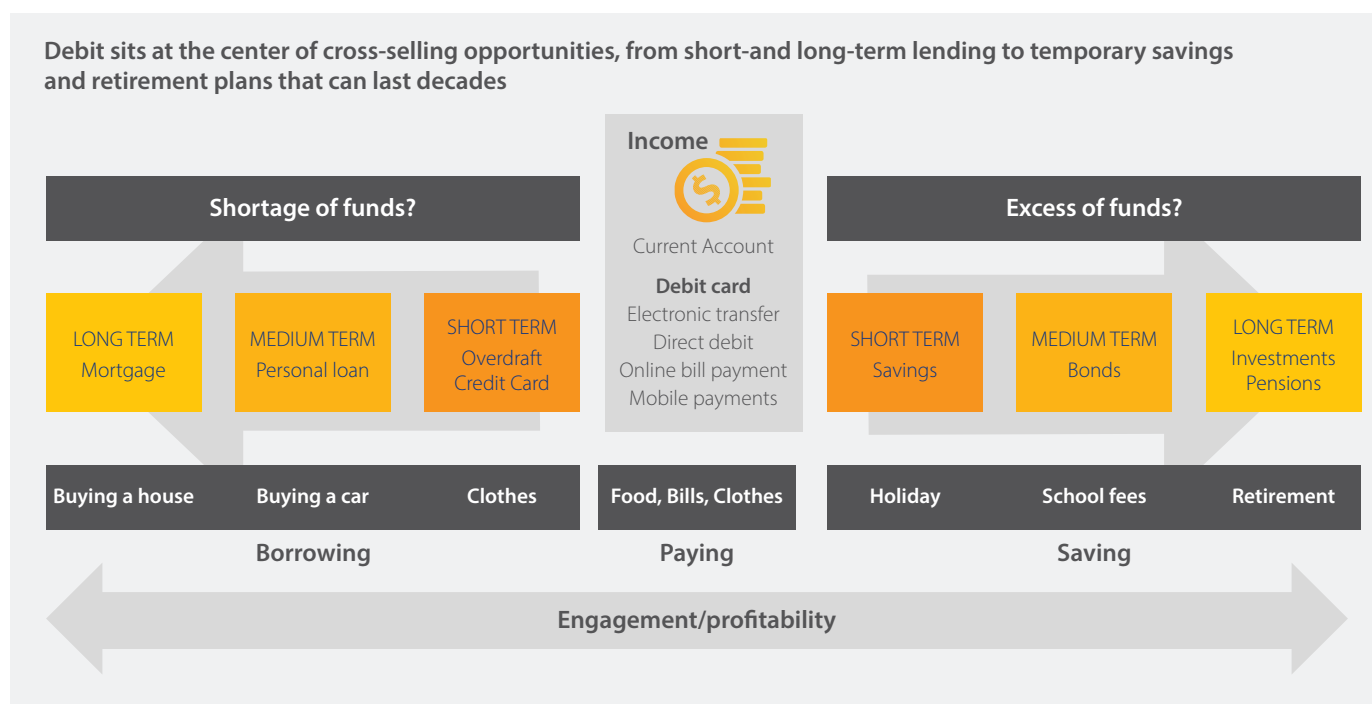 Debit sits at the center of cross-selling opportunities, from short-and long-term lending to temporary savings
and retirement plans that can last decades
Shortage of funds?
LONG TERM
Mortgage
MEDIUM TERM
Personal loan
SHORT TERM
Overdraft
Credit Card
Income
$
Current Account
Debit card
Electronic transfer
Direct debit
Online bill payment
Mobile payments
Excess of funds?
SHORT TERM
Savings
MEDIUM TERM
Bonds
LONG TERM
Investments
Pensions
Buying a house
Buying a car
Clothes
Food, Bills, Clothes
Holiday
School fees
Retirement
Borrowing
Paying
Saving
Engagement/profitability